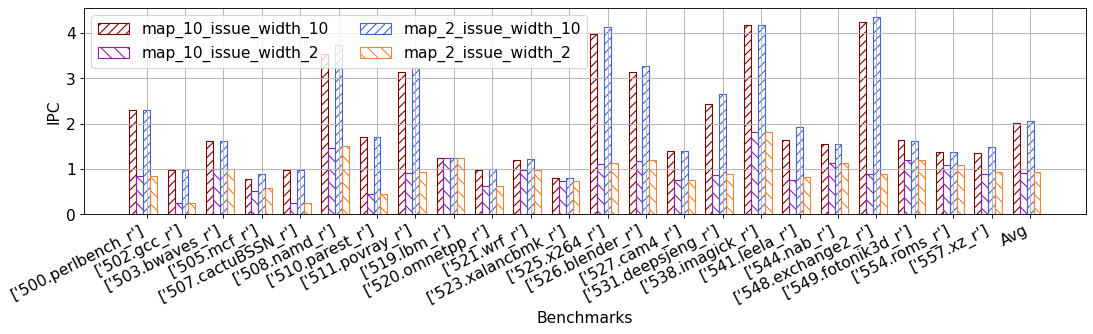 IPC
4
3
2
1
0
map_10_issue_width_10
map_2_issue_width_10
map_10_issue_width_2
map_2_issue_width_2
['500.perlbench_r']
['502.gcc_r']
['503.bwaves_r']
['505.mcf_r']
['507.cactuBSSN_r']
['508.namd_r']
['510.parest_r']
['511.povray_r']
['519.lbm_r']
['520.omnetpp_r']
['521.wrf_r']
['523.xalancbmk_r']
['525.x264_r']
['526.blender_r']
['527.cam4_r']
['531.deepsjeng_r']
['538.imagick_r']
['541.leela_r']
['544.nab_r']
['548.exchange2_r']
['549.fotonik3d_r']
['554.roms_r']
['557.xz_r']
Avg
Benchmarks